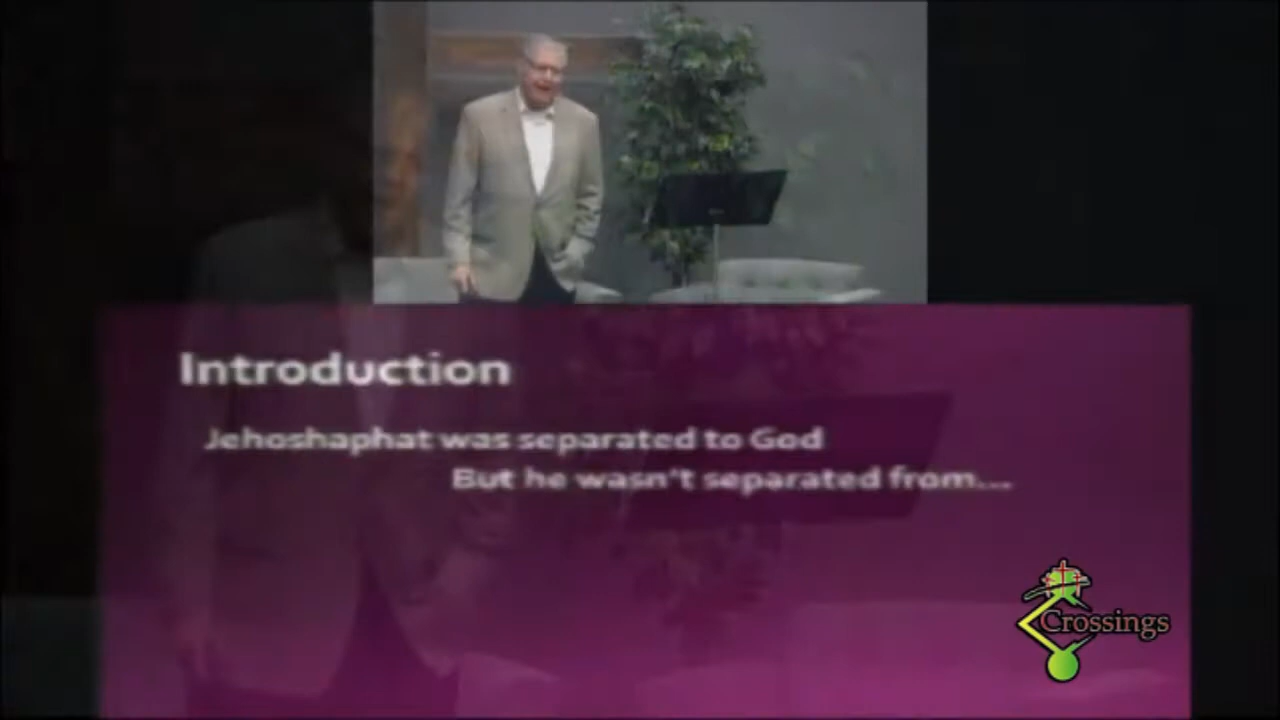 Introduction
Jehoshaphat was separated to God
But he wasn't separated from...
Crossings